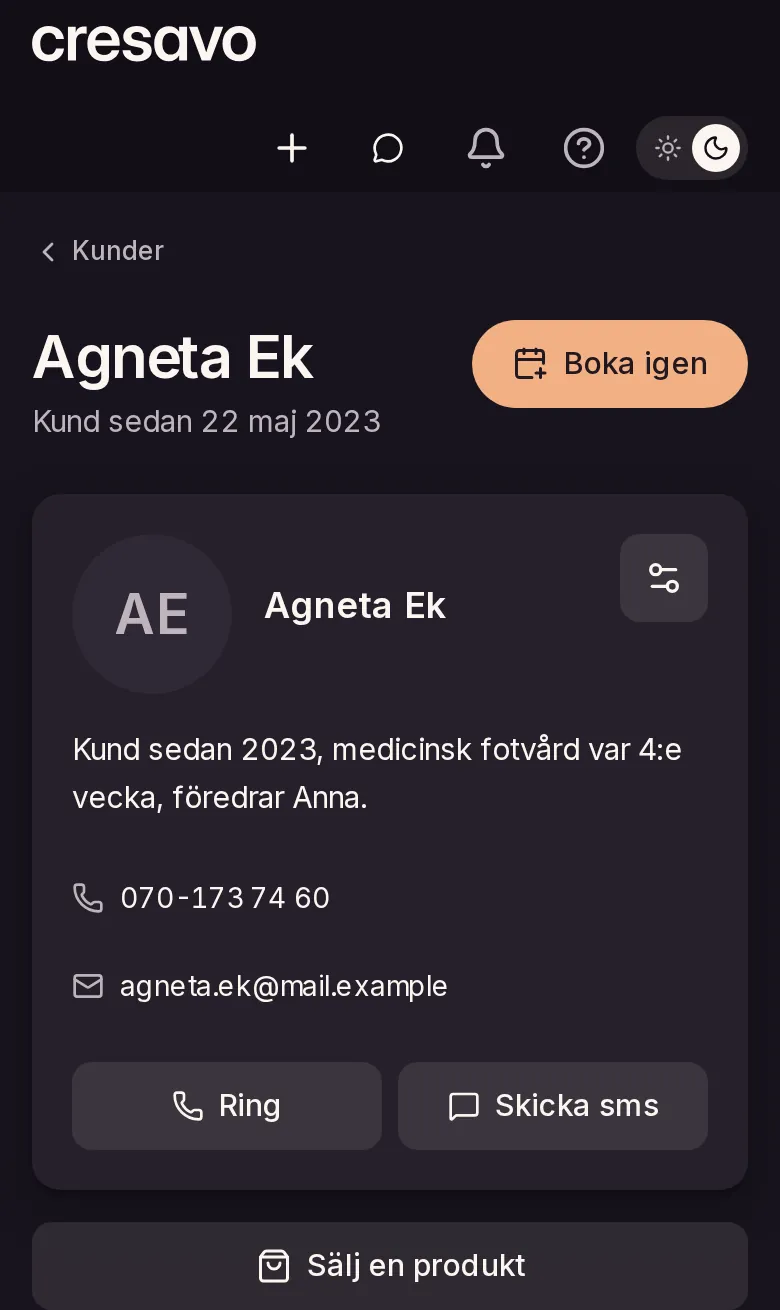 cresavo
Kunder
Agneta Ek
Boka igen
Kund sedan 22 maj 2023
AE
Agneta Ek
Kund sedan 2023, medicinsk fotvård var 4:e
vecka, föredrar Anna.
070-173 74 60
agneta.ek@mail.example
Ring
Skicka sms
Sälj en produkt